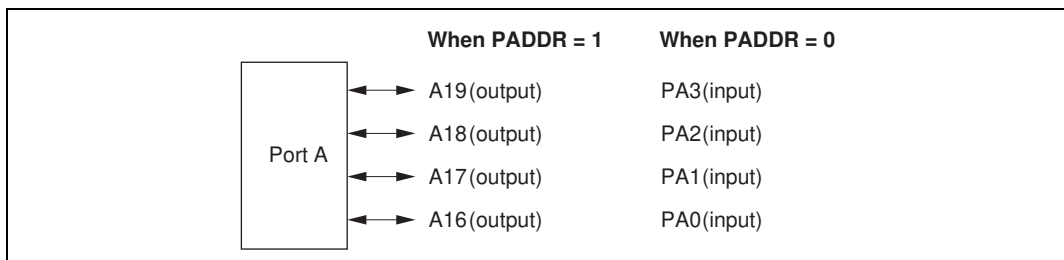 When PADDR = 1 When PADDR = 0
A19(output) PA3(input)
A18(output) PA2(input)
Port A
A17(output) PA1(input)
A16(output) PA0(input)